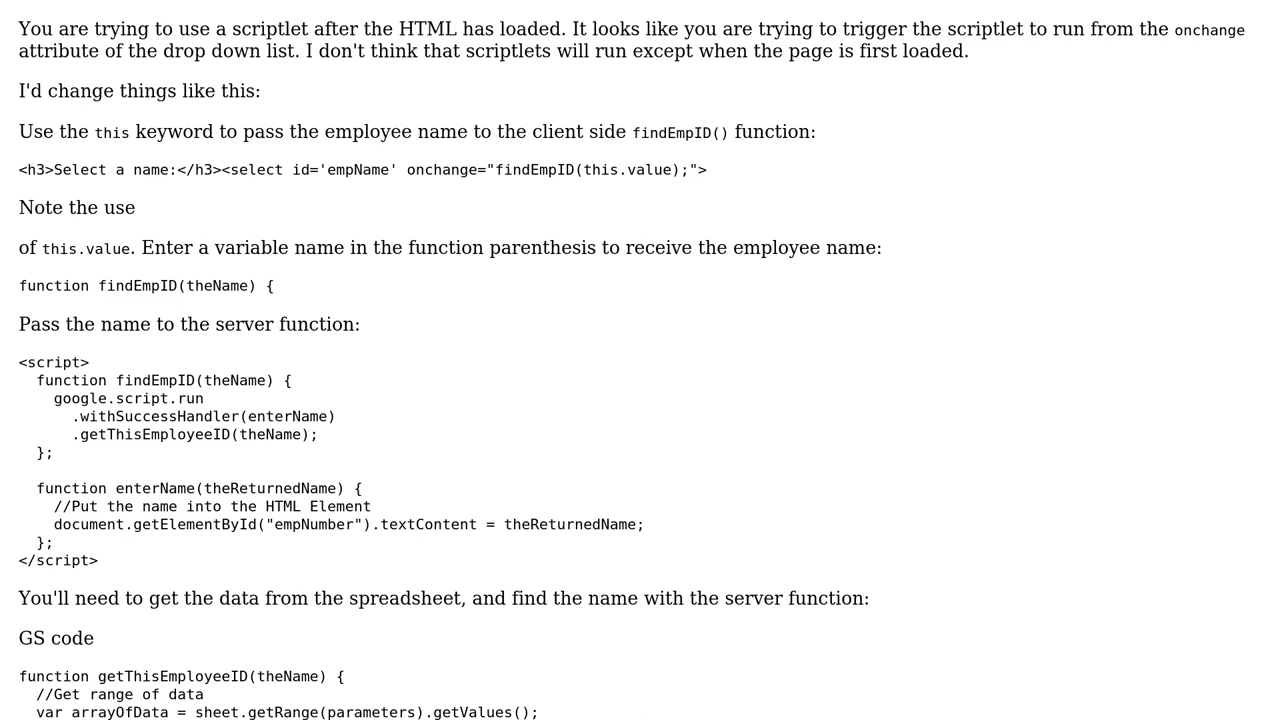 You are trying to use a scriptlet after the HTML has loaded. It looks like you are trying to trigger the scriptlet to run from the onchange
attribute of the drop down list. I don't think that scriptlets will run except when the page is first loaded.
I'd change things like this:
Use the this keyword to pass the employee name to the client side findEmpID() function:
<h3>Select a name:</h3><select id='empName' onchange="findEmpID(this.value);">
Note the use
of this.value. Enter a variable name in the function parenthesis to receive the employee name:
function findEmpID(theName) {
Pass the name to the server function:
<script>
  function findEmpID(theName) {
    google.script.run
      .withSuccessHandler(enterName)
      .getThisEmployeeID(theName);
  };

  function enterName(theReturnedName) {
    //Put the name into the HTML Element
    document.getElementById("empNumber").textContent = theReturnedName;
  };
</script>
You'll need to get the data from the spreadsheet, and find the name with the server function:
GS code
function getThisEmployeeID(theName) {
  //Get range of data
  var arrayOfData = sheet.getRange(parameters).getValues();